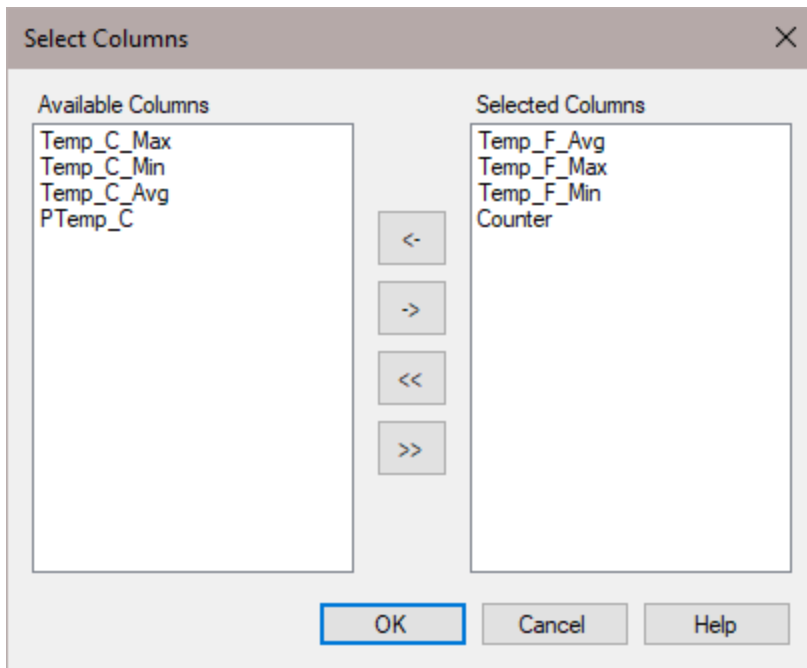 Select Columns
Available Columns
Temp_C_Max
Temp_C_Min
Temp_C_Avg
PTemp_C
<-
->
<<
>>
Selected Columns
Temp_F_Avg
Temp_F_Max
Temp_F_Min
Counter
OK
Cancel
Help